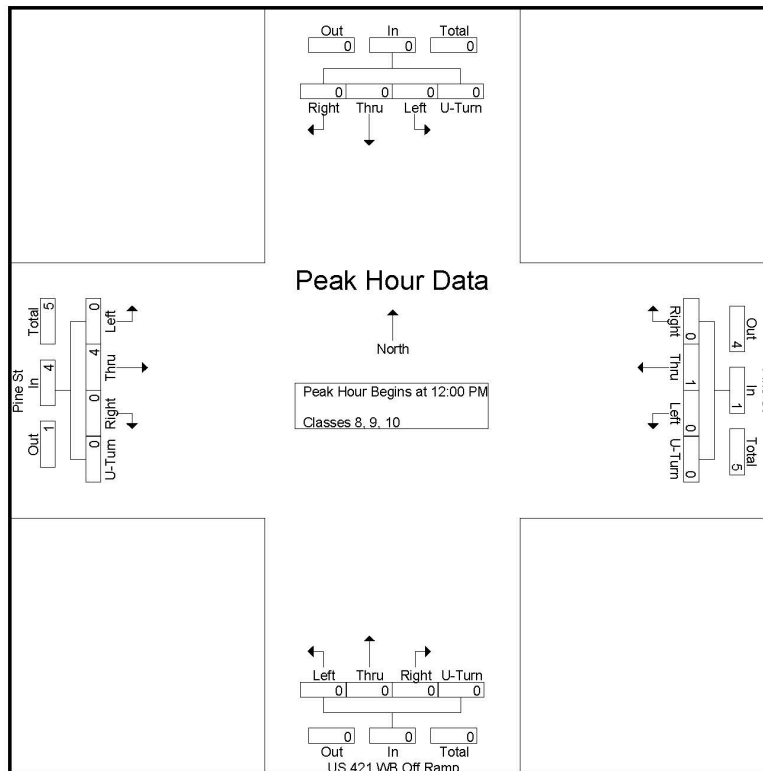 Out In Total
0 0 0
0 0 0 0
Right Thru Left U-Turn
Peak Hour Data
North
Peak Hour Begins at 12:00 PM
Classes 8, 9, 10
Pine St
Total In Out
5 4 1
0 4 0 0
Left Thru Right U-Turn
Right Thru Left U-Turn
0 1 0 0
4 1 5
Out In Total
Left Thru Right U-Turn
0 0 0 0
0 0 0
Out In Total
US 421 WB Off Ramp